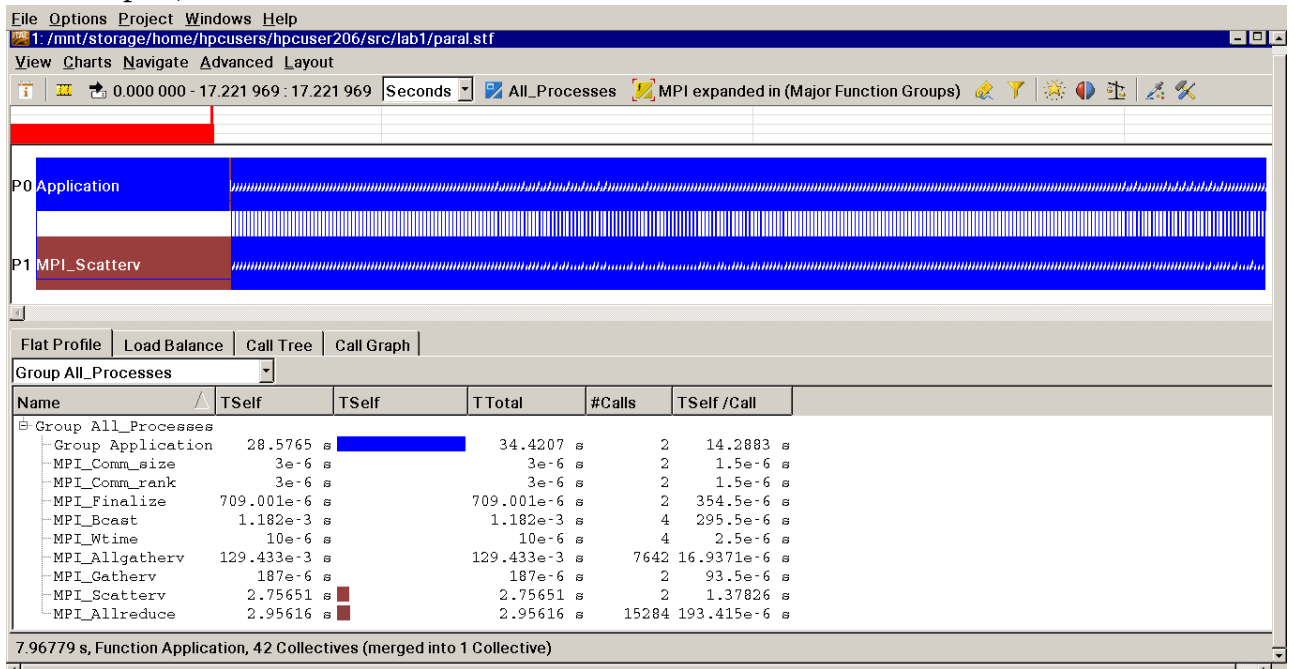 File Options Project Windows Help
1: /mnt/storage/home/hpcusers/hpcuser206/src/lab1/paral.stf
View Charts Navigate Advanced Layout
0.000 000 - 17.221 969 : 17.221 969 Seconds All_Processes MPI expanded in (Major Function Groups)
P0 Application
P1 MPI_Scatterv
Flat Profile Load Balance Call Tree Call Graph
Group All_Processes
Name TSelf TSelf TTotal #Calls TSelf /Call
Group All_Processes
Group Application 28.5765 s 34.4207 s 2 14.2883 s
MPI_Comm_size 3e-6 s 3e-6 s 2 1.5e-6 s
MPI_Comm_rank 3e-6 s 3e-6 s 2 1.5e-6 s
MPI_Finalize 709.001e-6 s 709.001e-6 s 2 354.5e-6 s
MPI_Bcast 1.182e-3 s 1.182e-3 s 4 295.5e-6 s
MPI_Wtime 10e-6 s 10e-6 s 4 2.5e-6 s
MPI_Allgatherv 129.433e-3 s 129.433e-3 s 7642 16.9371e-6 s
MPI_Gatherv 187e-6 s 187e-6 s 2 93.5e-6 s
MPI_Scatterv 2.75651 s 2.75651 s 2 1.37826 s
MPI_Allreduce 2.95616 s 2.95616 s 15284 193.415e-6 s
7.96779 s, Function Application, 42 Collectives (merged into 1 Collective)